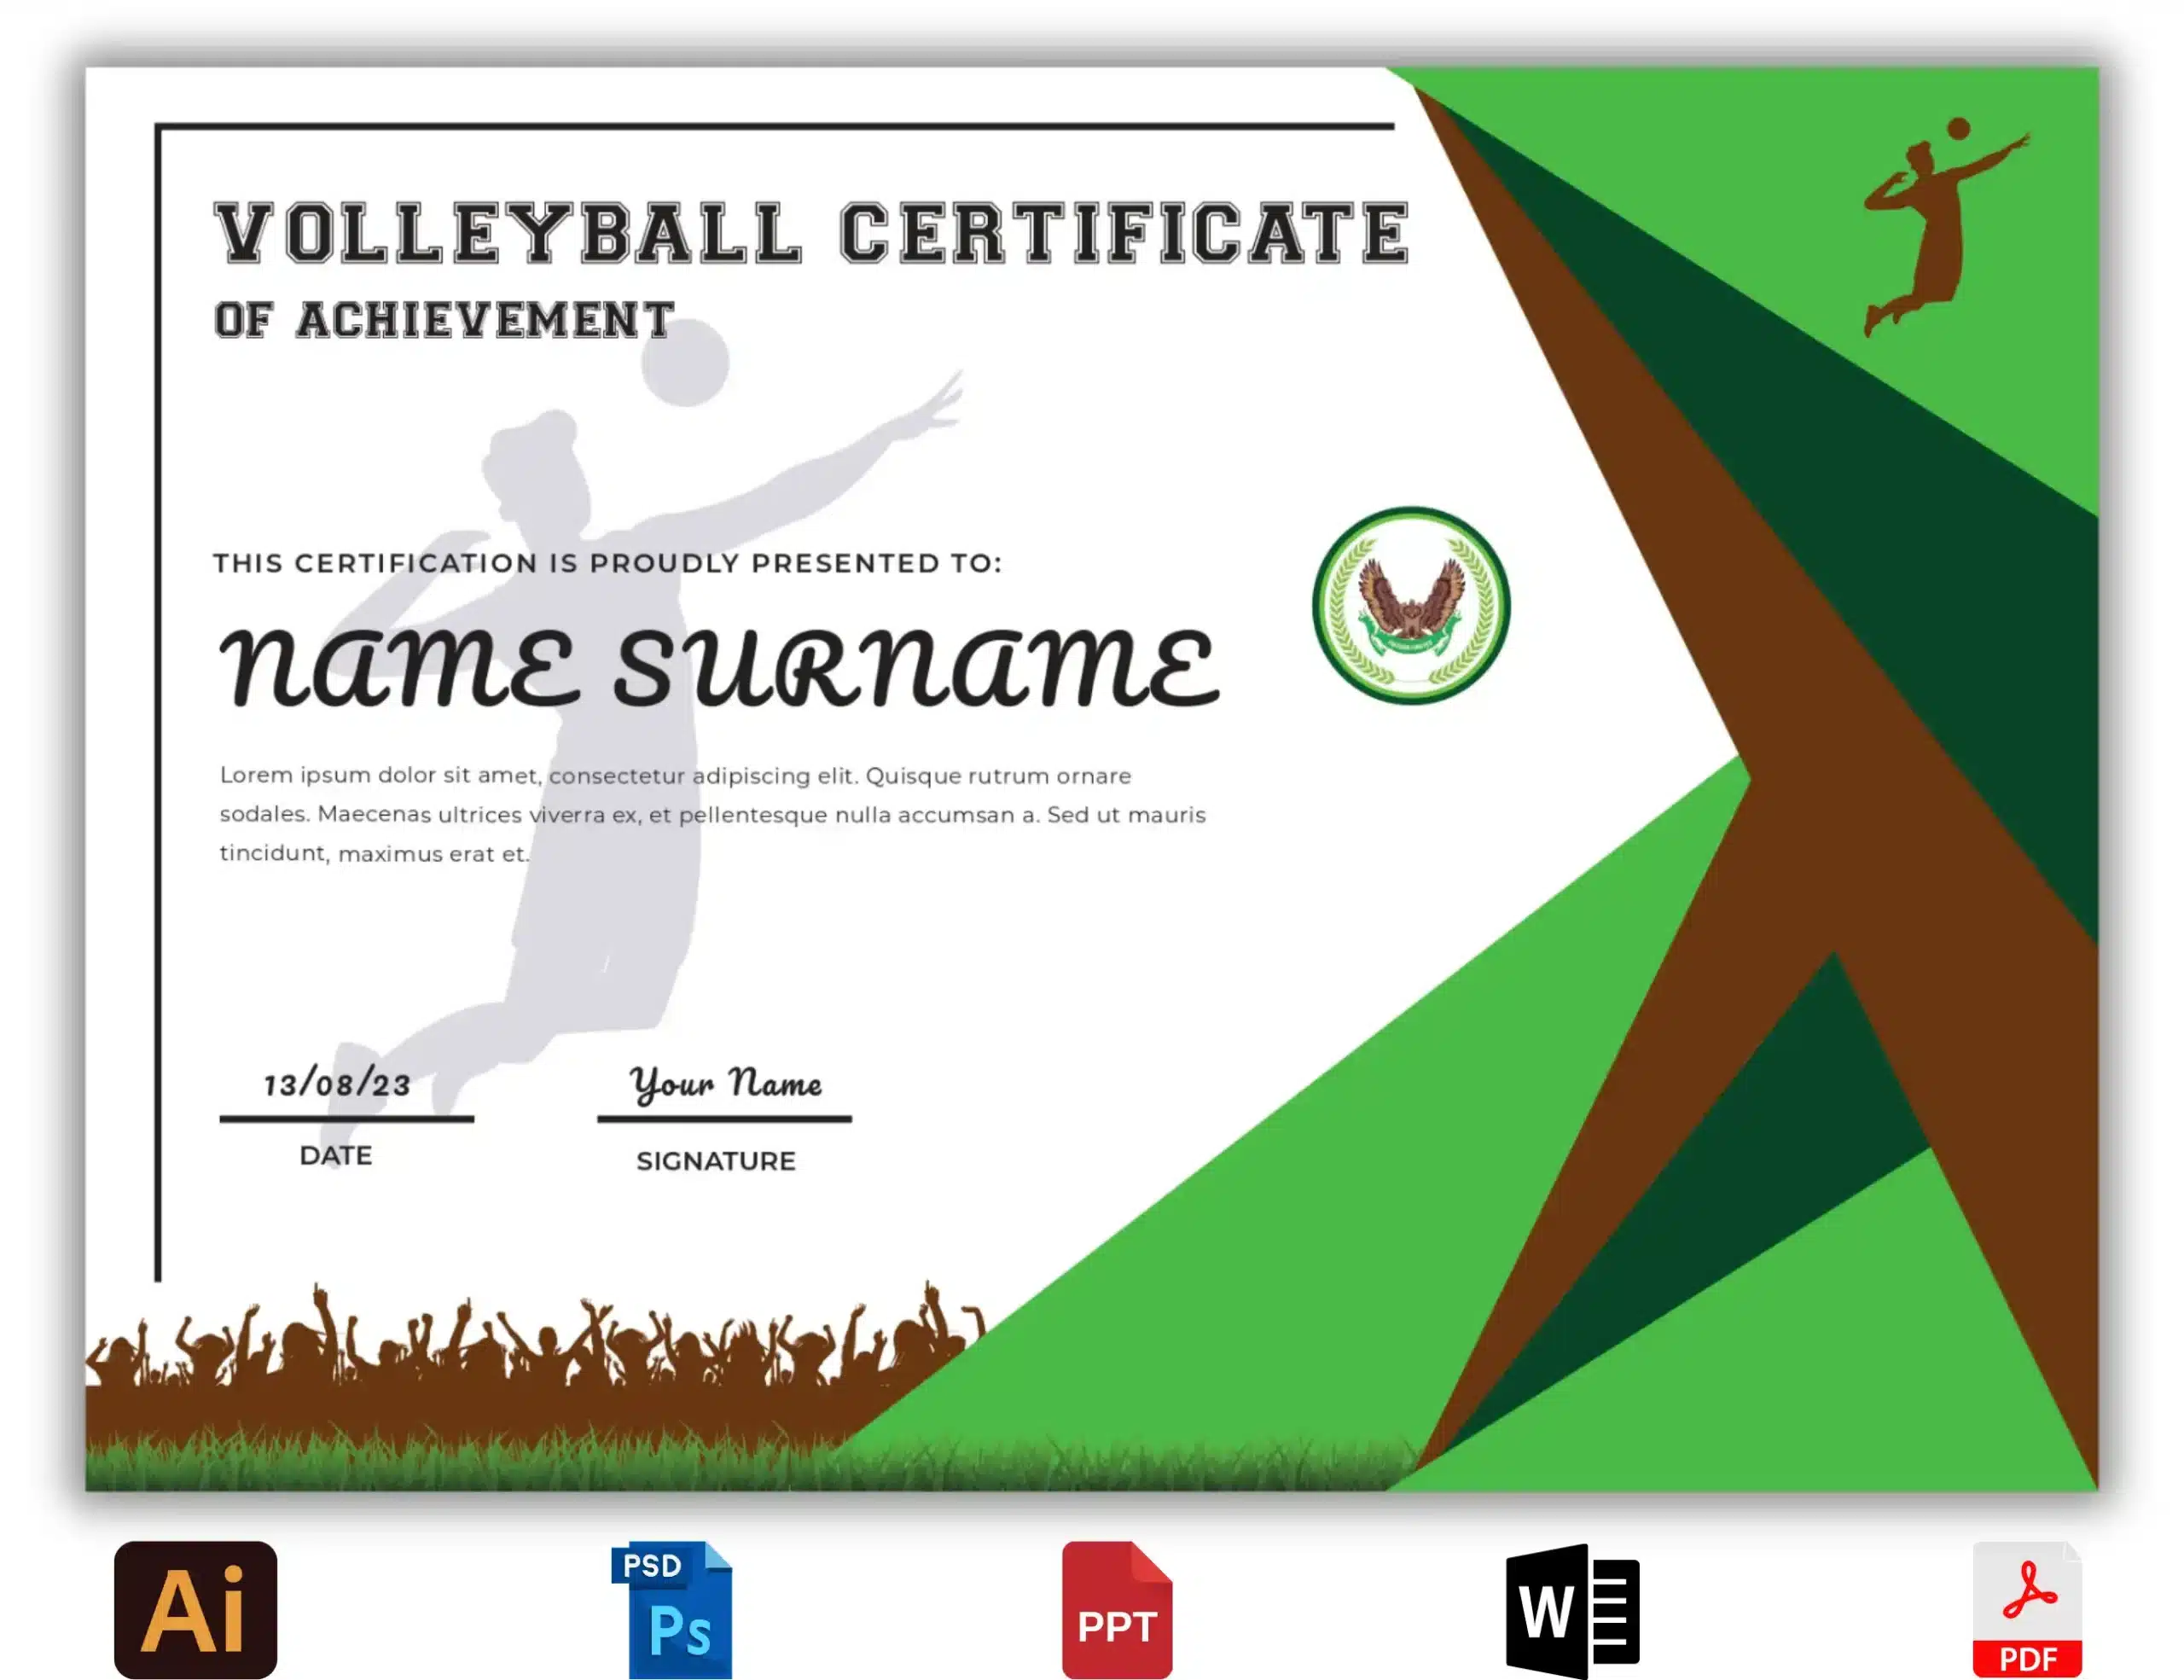 VOLLEYBALL CERTIFICATE
OF ACHIEVEMENT
THIS CERTIFICATION IS PROUDLY PRESENTED TO:
NAME SURNAME
Lorem ipsum dolor sit amet, consectetur adipiscing elit. Quisque rutrum ornare
sodales. Maecenas ultrices viverra ex, et pellentesque nulla accumsan a. Sed ut mauris
tincidunt, maximus erat et.
13/08/23
Your Name
DATE
SIGNATURE
Ai
PSD
Ps
PPT
W
PDF